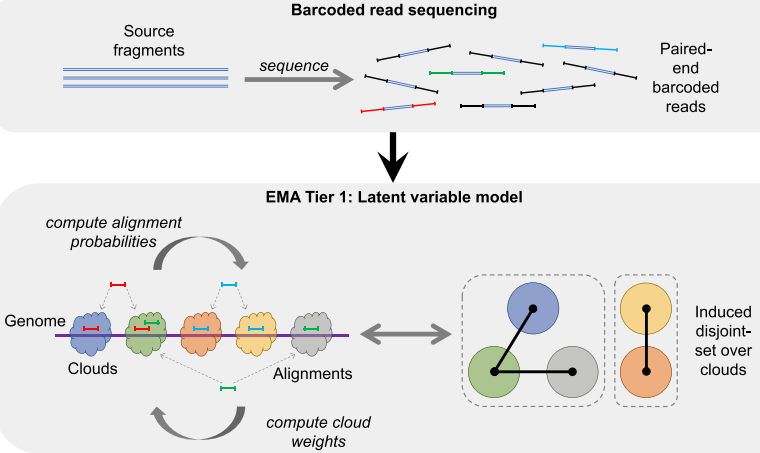 Barcoded read sequencing
Source
fragments
sequence
Paired-
end
barcoded
reads
EMA Tier 1: Latent variable model
compute alignment
probabilities
Genome
Clouds
Alignments
compute cloud
weights
Induced
disjoint-
set over
clouds